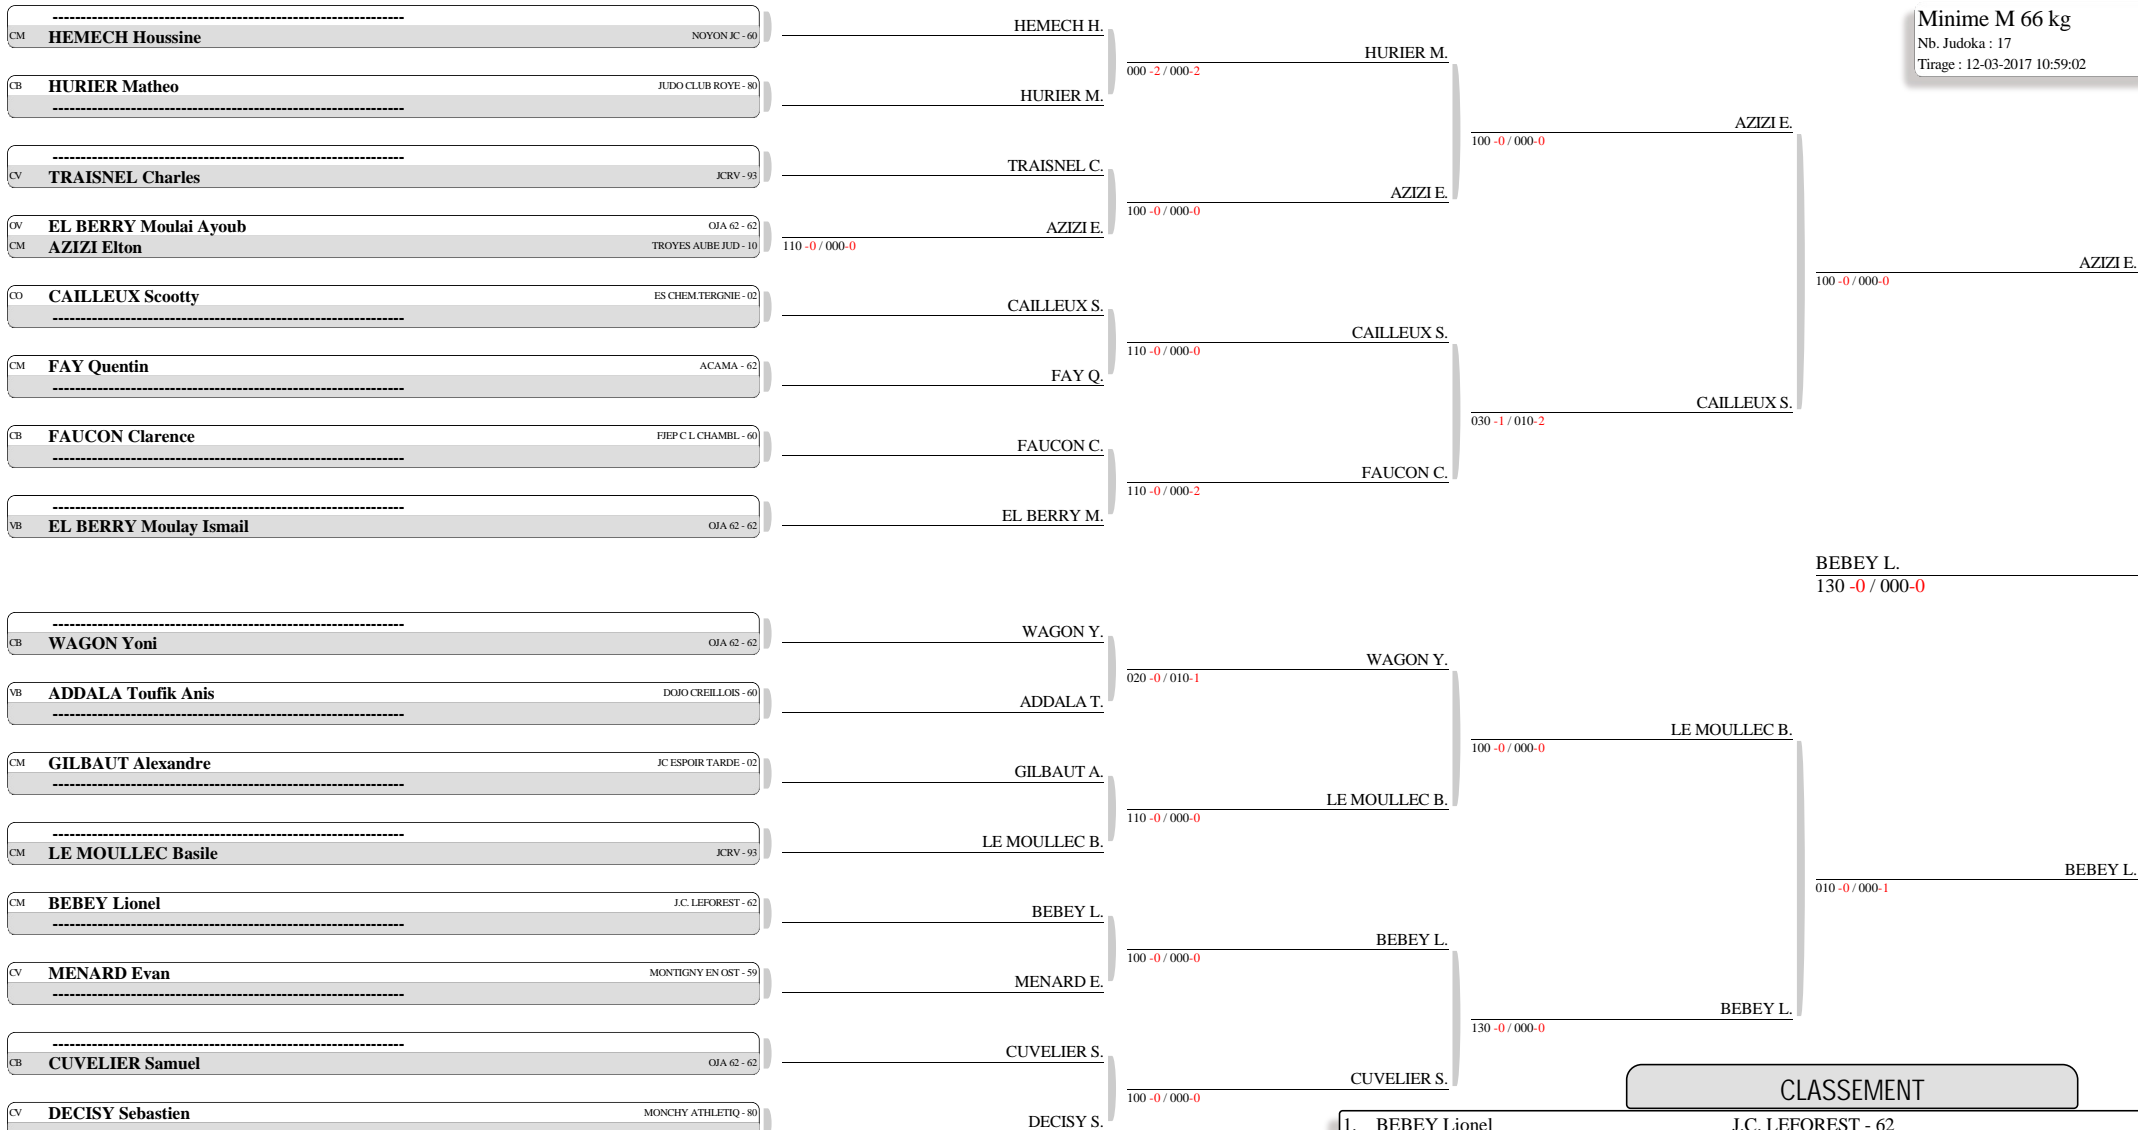 Minime M 66 kg
Nb. Judoka : 17
Tirage : 12-03-2017 10:59:02
----------------------------------------------------------------
CM HEMECH Houssine NOYON JC - 60
CB HURIER Matheo JUDO CLUB ROYE - 80
----------------------------------------------------------------
----------------------------------------------------------------
CV TRAISNEL Charles JCRV - 93
OV EL BERRY Moulai Ayoub OJA 62 - 62
CM AZIZI Elton TROYES AUBE JUD - 10
CO CAILLEUX Scootty ES CHEM.TERGNIE - 02
----------------------------------------------------------------
CM FAY Quentin ACAMA - 62
----------------------------------------------------------------
CB FAUCON Clarence FJEP C L CHAMBL - 60
----------------------------------------------------------------
----------------------------------------------------------------
VB EL BERRY Moulay Ismail OJA 62 - 62
----------------------------------------------------------------
CB WAGON Yoni OJA 62 - 62
VB ADDALA Toufik Anis DOJO CREILLOIS - 60
----------------------------------------------------------------
CM GILBAUT Alexandre JC ESPOIR TARDE - 02
----------------------------------------------------------------
----------------------------------------------------------------
CM LE MOULLEC Basile JCRV - 93
CM BEBEY Lionel J.C. LEFOREST - 62
----------------------------------------------------------------
CV MENARD Evan MONTIGNY EN OST - 59
----------------------------------------------------------------
----------------------------------------------------------------
CB CUVELIER Samuel OJA 62 - 62
CV DECISY Sebastien MONCHY ATHLETIQ - 80
HEMECH H.
HURIER M.
TRAISNEL C.
AZIZI E.
110 -0 / 000-0
CAILLEUX S.
FAY Q.
FAUCON C.
EL BERRY M.
WAGON Y.
ADDALA T.
GILBAUT A.
LE MOULLEC B.
BEBEY L.
MENARD E.
CUVELIER S.
DECISY S.
HURIER M.
000 -2 / 000-2
AZIZI E.
100 -0 / 000-0
CAILLEUX S.
110 -0 / 000-0
FAUCON C.
110 -0 / 000-2
WAGON Y.
020 -0 / 010-1
LE MOULLEC B.
110 -0 / 000-0
BEBEY L.
100 -0 / 000-0
CUVELIER S.
100 -0 / 000-0
AZIZI E.
100 -0 / 000-0
CAILLEUX S.
030 -1 / 010-2
LE MOULLEC B.
100 -0 / 000-0
BEBEY L.
130 -0 / 000-0
AZIZI E.
100 -0 / 000-0
BEBEY L.
130 -0 / 000-0
BEBEY L.
010 -0 / 000-1
CLASSEMENT
1. BEBEY Lionel J.C. LEFOREST - 62